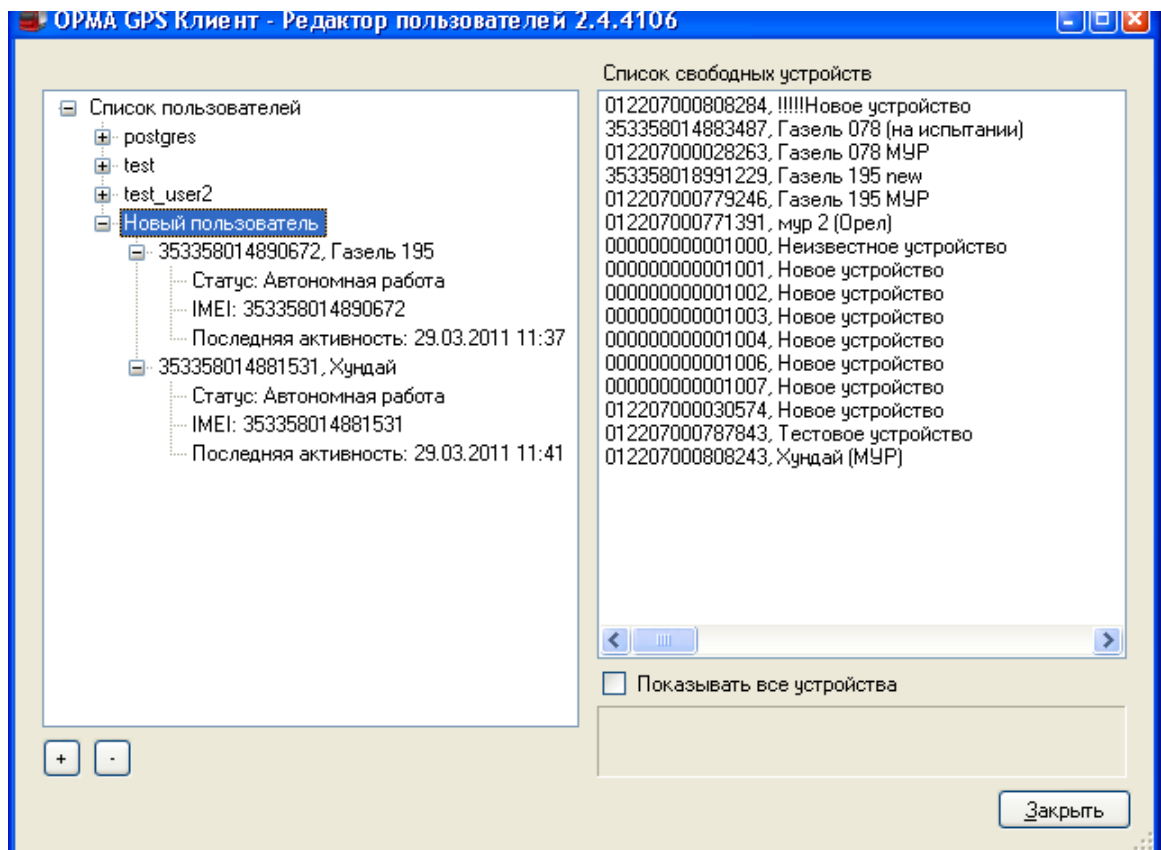 ОРМА GPS Клиент - Редактор пользователей 2.4.4106
Список пользователей
postgres
test
test_user2
Новый пользователь
353358014890672, Газель 195
Статус: Автономная работа
IMEI: 353358014890672
Последняя активность: 29.03.2011 11:37
353358014881531, Хундай
Статус: Автономная работа
IMEI: 353358014881531
Последняя активность: 29.03.2011 11:41
+ -
Список свободных устройств
012207000808284, !!!!!Новое устройство
353358014883487, Газель 078 (на испытании)
012207000028263, Газель 078 МУР
353358018991229, Газель 195 new
012207000779246, Газель 195 МУР
012207000771391, мур 2 (Орел)
000000000001000, Неизвестное устройство
000000000001001, Новое устройство
000000000001002, Новое устройство
000000000001003, Новое устройство
000000000001004, Новое устройство
000000000001006, Новое устройство
000000000001007, Новое устройство
012207000030574, Новое устройство
012207000787843, Тестовое устройство
012207000808243, Хундай (МУР)
Показывать все устройства
Закрыть